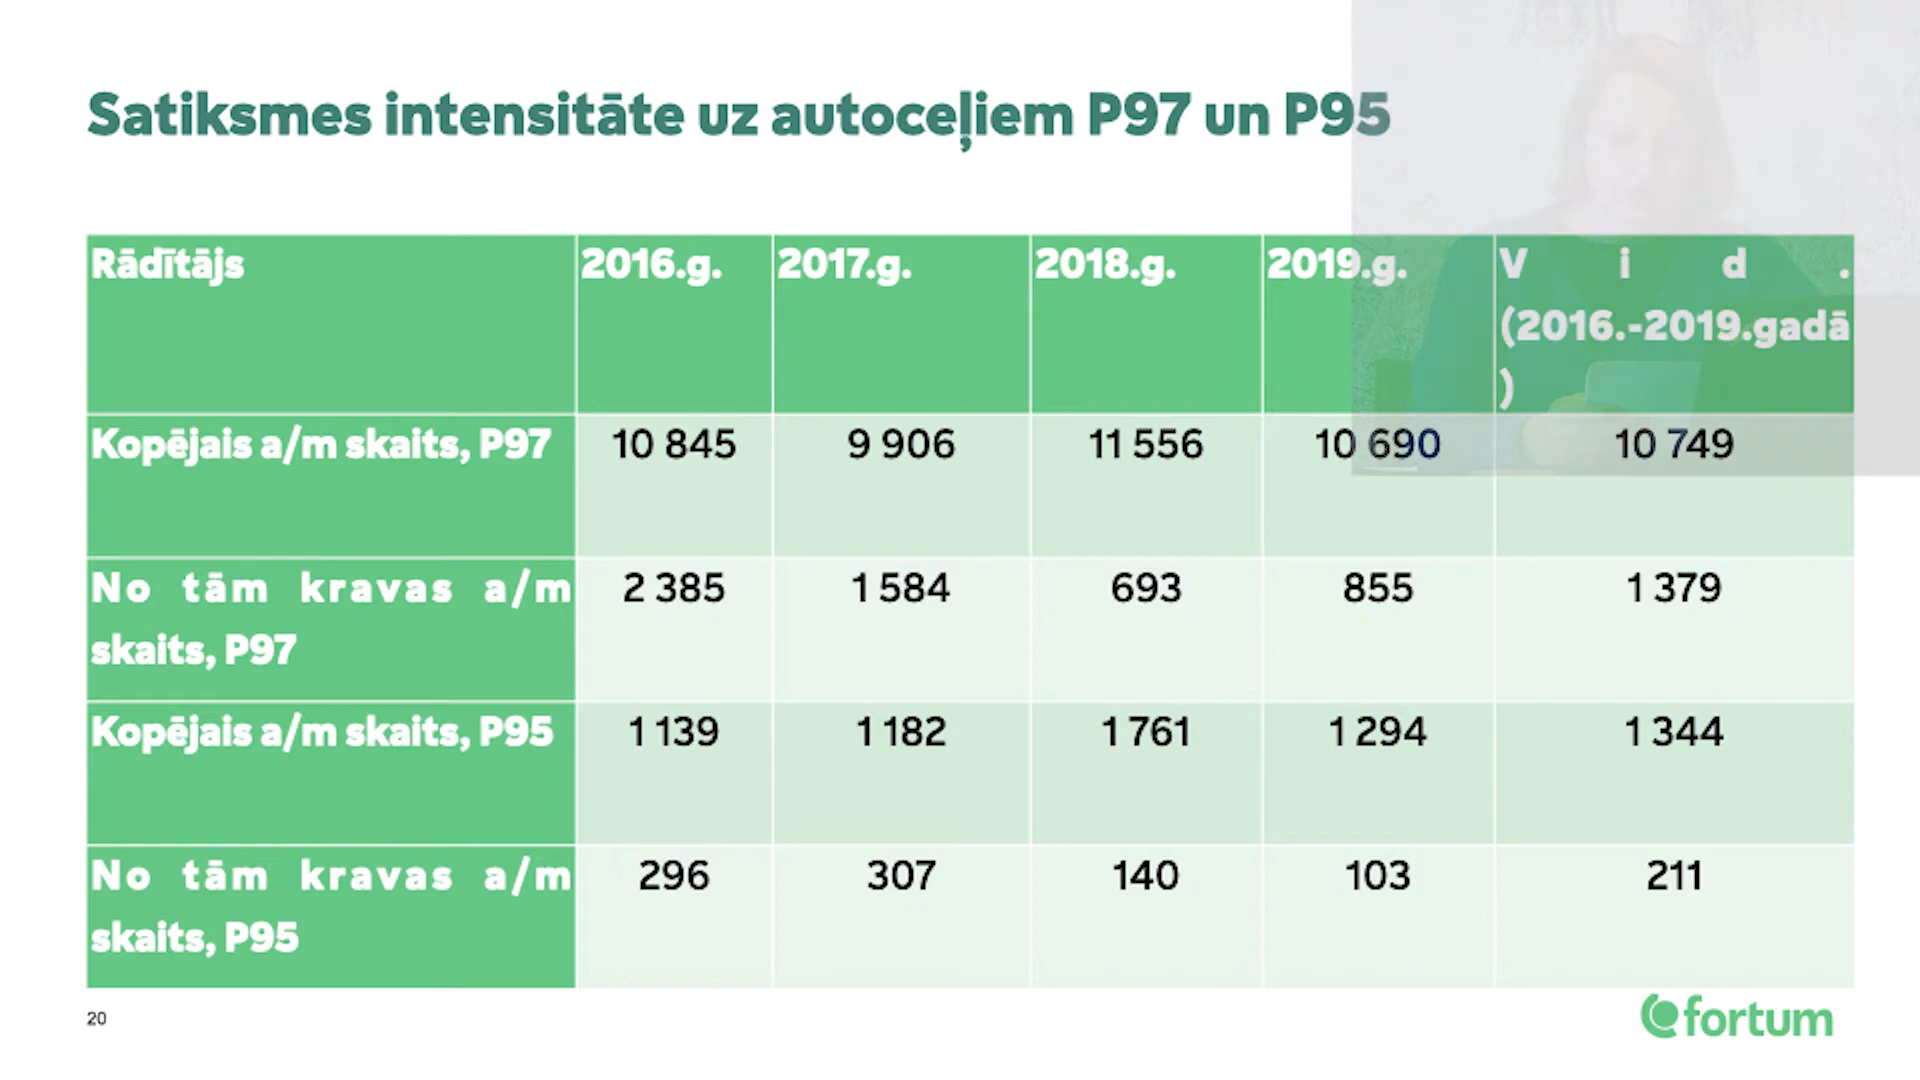 Satiksmes intensitāte uz autoceļiem P97 un P95
Rādītājs 2016.g. 2017.g. 2018.g. 2019.g. Vid.
(2016.-2019.gadā
)
Kopējais a/m skaits, P97 10 845 9 906 11 556 10 690 10 749
No tām kravas a/m 2 385 1 584 693 855 1 379
skaits, P97
Kopējais a/m skaits, P95 1 139 1 182 1 761 1 294 1 344
No tām kravas a/m 296 307 140 103 211
skaits, P95
20
fortum